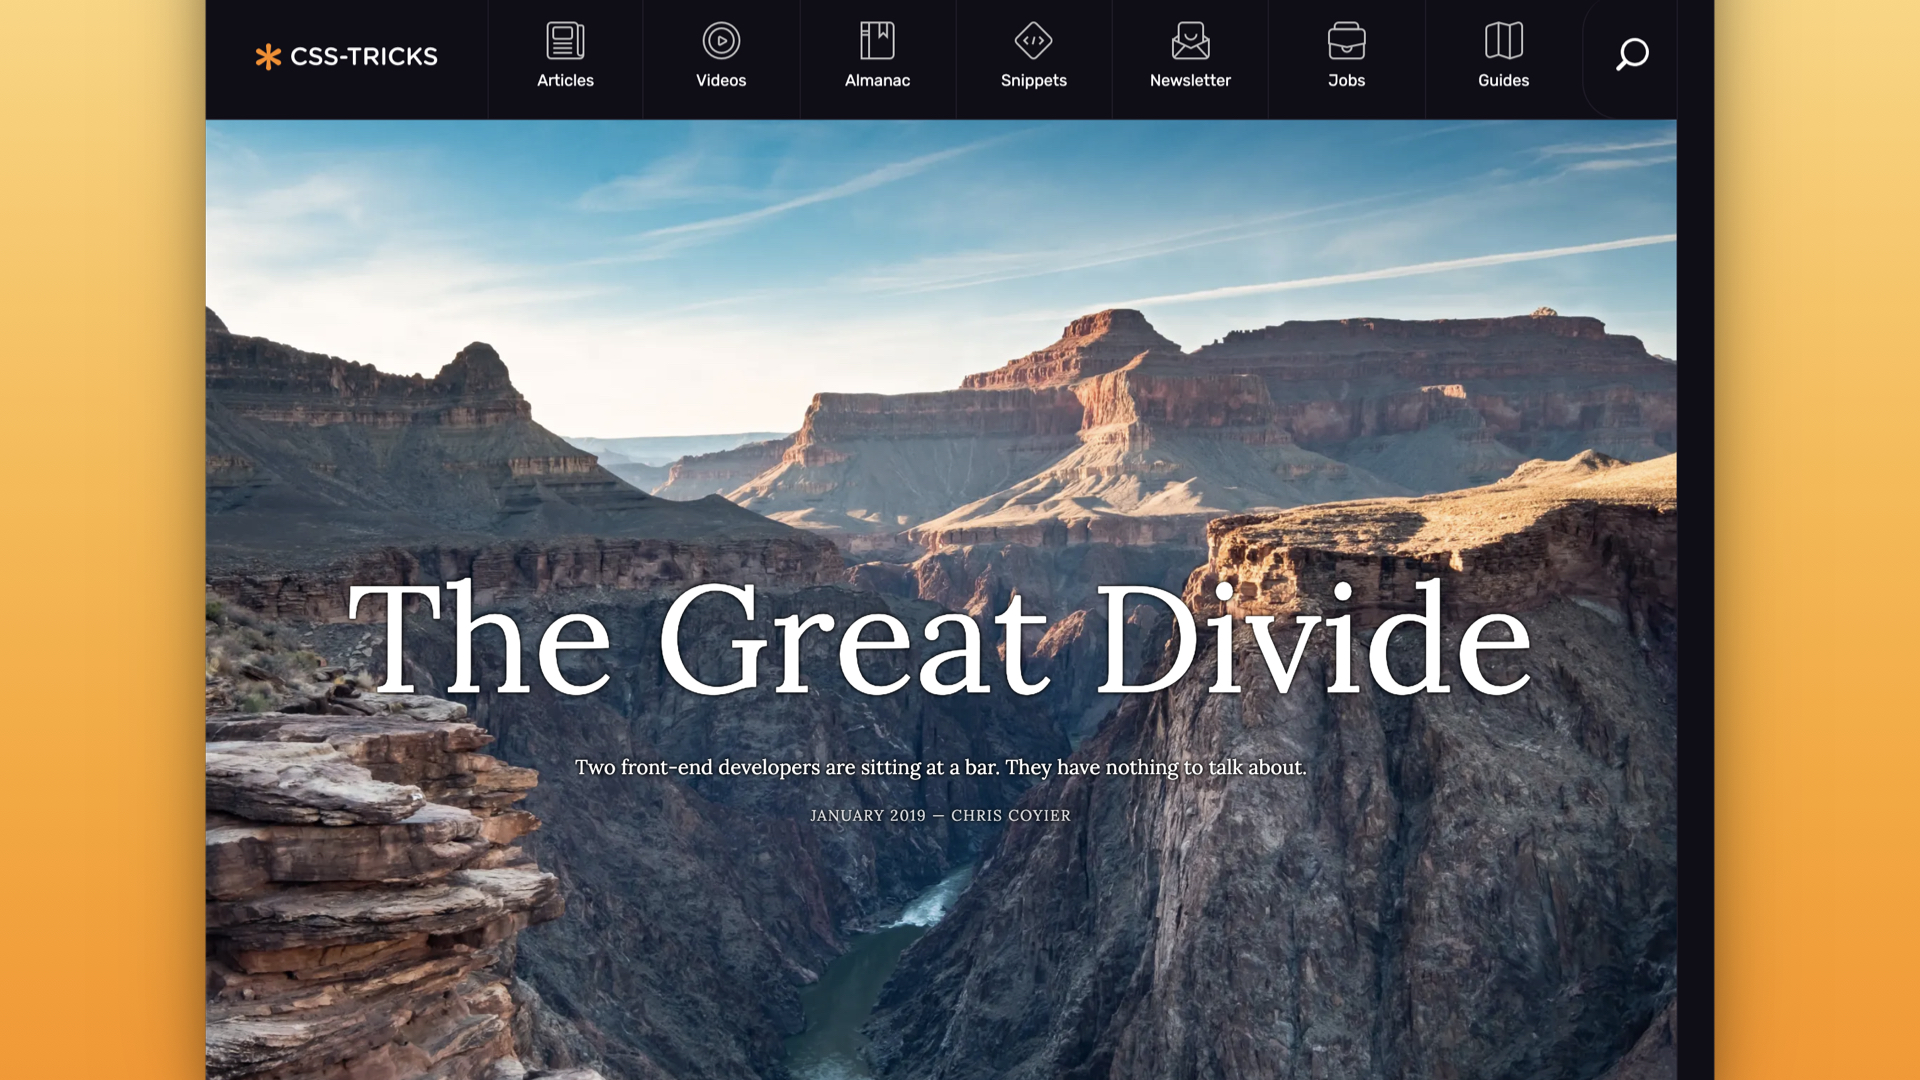 CSS-TRICKS
Articles
Videos
Almanac
Snippets
Newsletter
Jobs
Guides
The Great Divide
Two front-end developers are sitting at a bar. They have nothing to talk about.
JANUARY 2019 — CHRIS COYIER